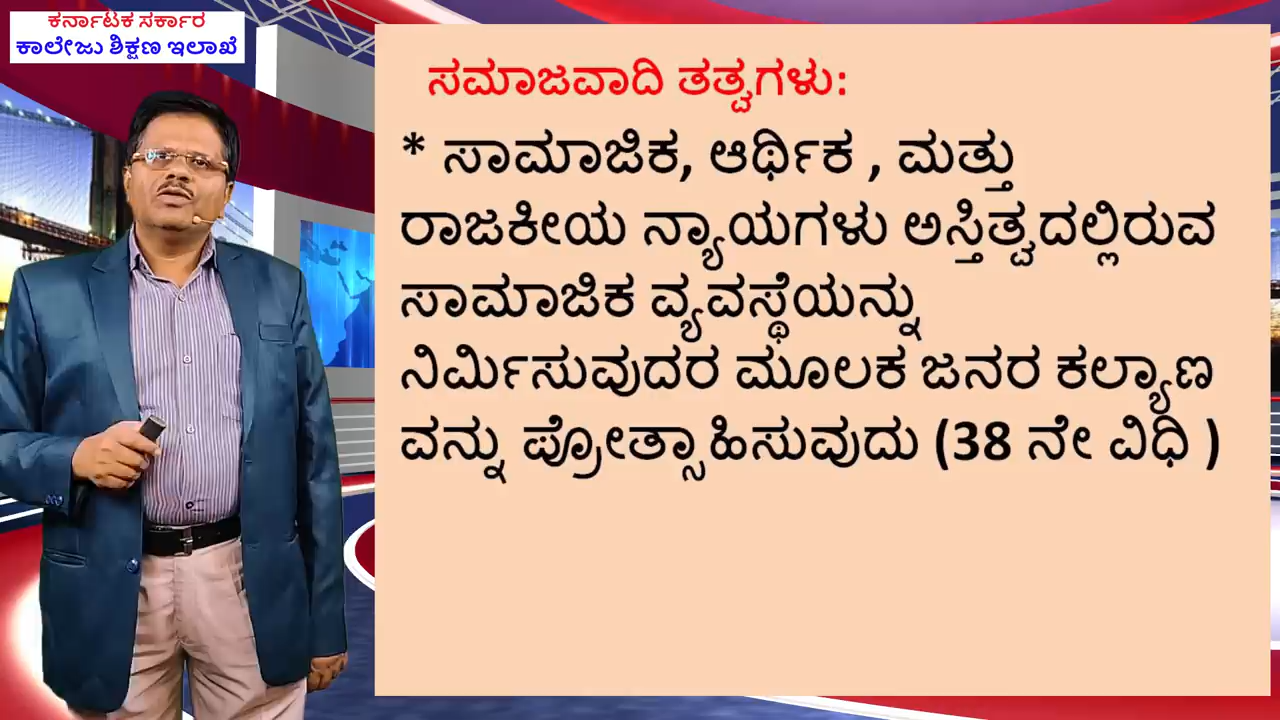 ಕರ್ನಾಟಕ ಸರ್ಕಾರ
ಕಾಲೇಜು ಶಿಕ್ಷಣ ಇಲಾಖೆ
ಸಮಾಜವಾದಿ ತತ್ವಗಳು:
* ಸಾಮಾಜಿಕ, ಆರ್ಥಿಕ , ಮತ್ತು
ರಾಜಕೀಯ ನ್ಯಾಯಗಳು ಅಸ್ತಿತ್ವದಲ್ಲಿರುವ
ಸಾಮಾಜಿಕ ವ್ಯವಸ್ಥೆಯನ್ನು
ನಿರ್ಮಿಸುವುದರ ಮೂಲಕ ಜನರ ಕಲ್ಯಾಣ
ವನ್ನು ಪ್ರೋತ್ಸಾಹಿಸುವುದು (38 ನೇ ವಿಧಿ )